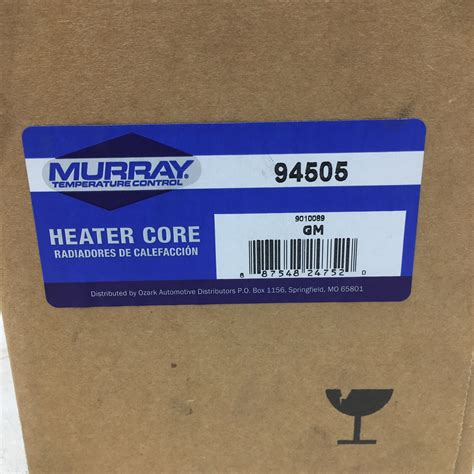 MURRAY.
TEMPERATURE CONTROL
94505
HEATER CORE
RADIADORES DE CALEFACCIÓN
9010089
GM
8 87548 24752 0
Distributed by Ozark Automotive Distributors P.O. Box 1156, Springfield, MO 65801